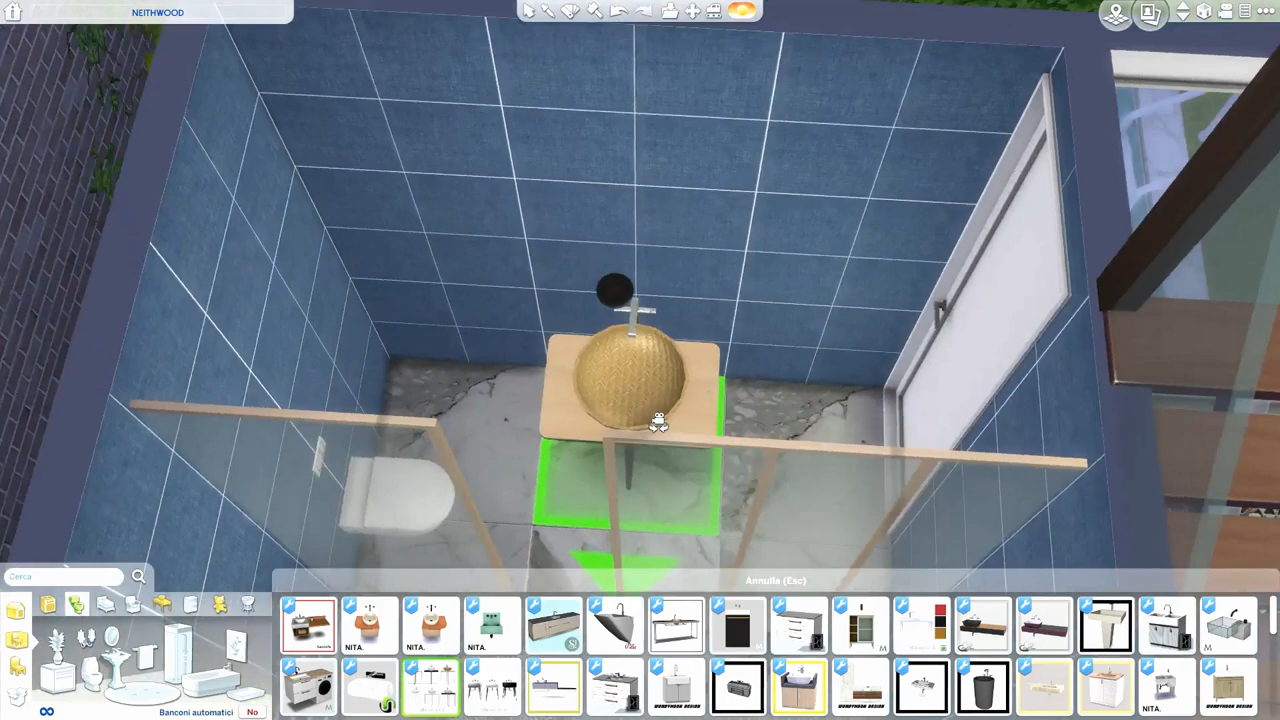 NEITHWOOD
Annulla (Esc)
Cerca
NITA.
NITA.
NITA.
M
M
M
NITA.
Banconi automatici
No